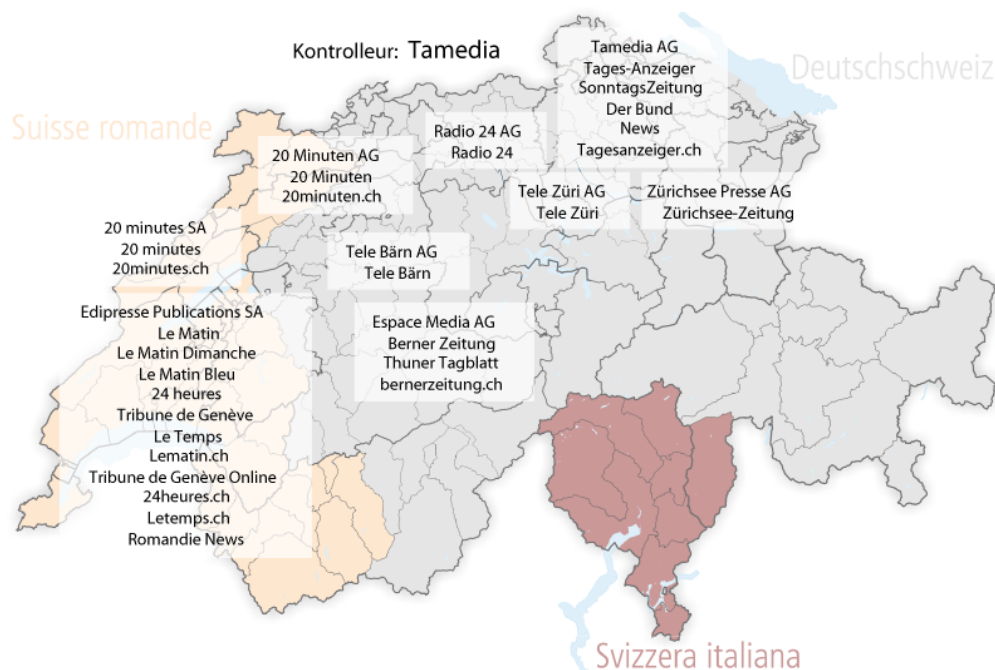 Kontrolleur: Tamedia
Tamedia AG
Tages-Anzeiger
SonntagsZeitung
Der Bund
News
Tagesanzeiger.ch
Deutschschweiz
Suisse romande
20 Minuten AG
20 Minuten
20minuten.ch
Radio 24 AG
Radio 24
Tele Züri AG
Tele Züri
Zürichsee Presse AG
Zürichsee-Zeitung
20 minutes SA
20 minutes
20minutes.ch
Tele Bärn AG
Tele Bärn
Edipresse Publications SA
Le Matin
Le Matin Dimanche
Le Matin Bleu
24 heures
Tribune de Genève
Le Temps
Lematin.ch
Tribune de Genève Online
24heures.ch
Letemps.ch
Romandie News
Espace Media AG
Berner Zeitung
Thuner Tagblatt
bernerzeitung.ch
Svizzera italiana